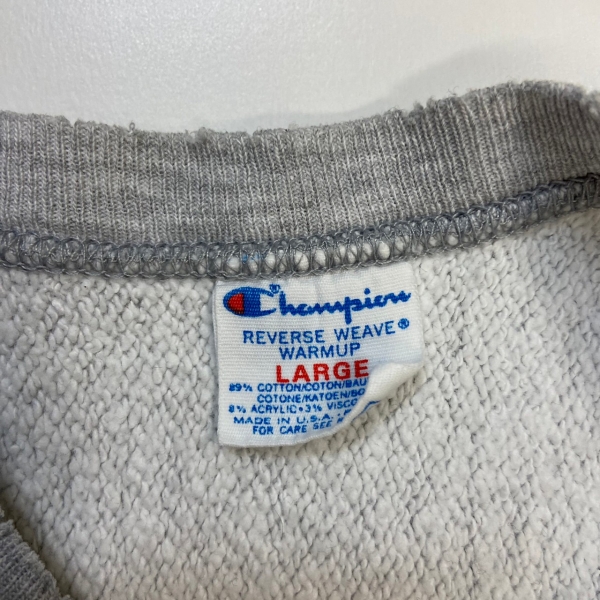 Champion®
REVERSE WEAVE®
WARMUP
LARGE
89% COTTON/COTON/BAU
COTONE/KATOEN/BO
8% ACRYLIC•3% VISCO
MADE IN U.S.A.
FOR CARE SEE